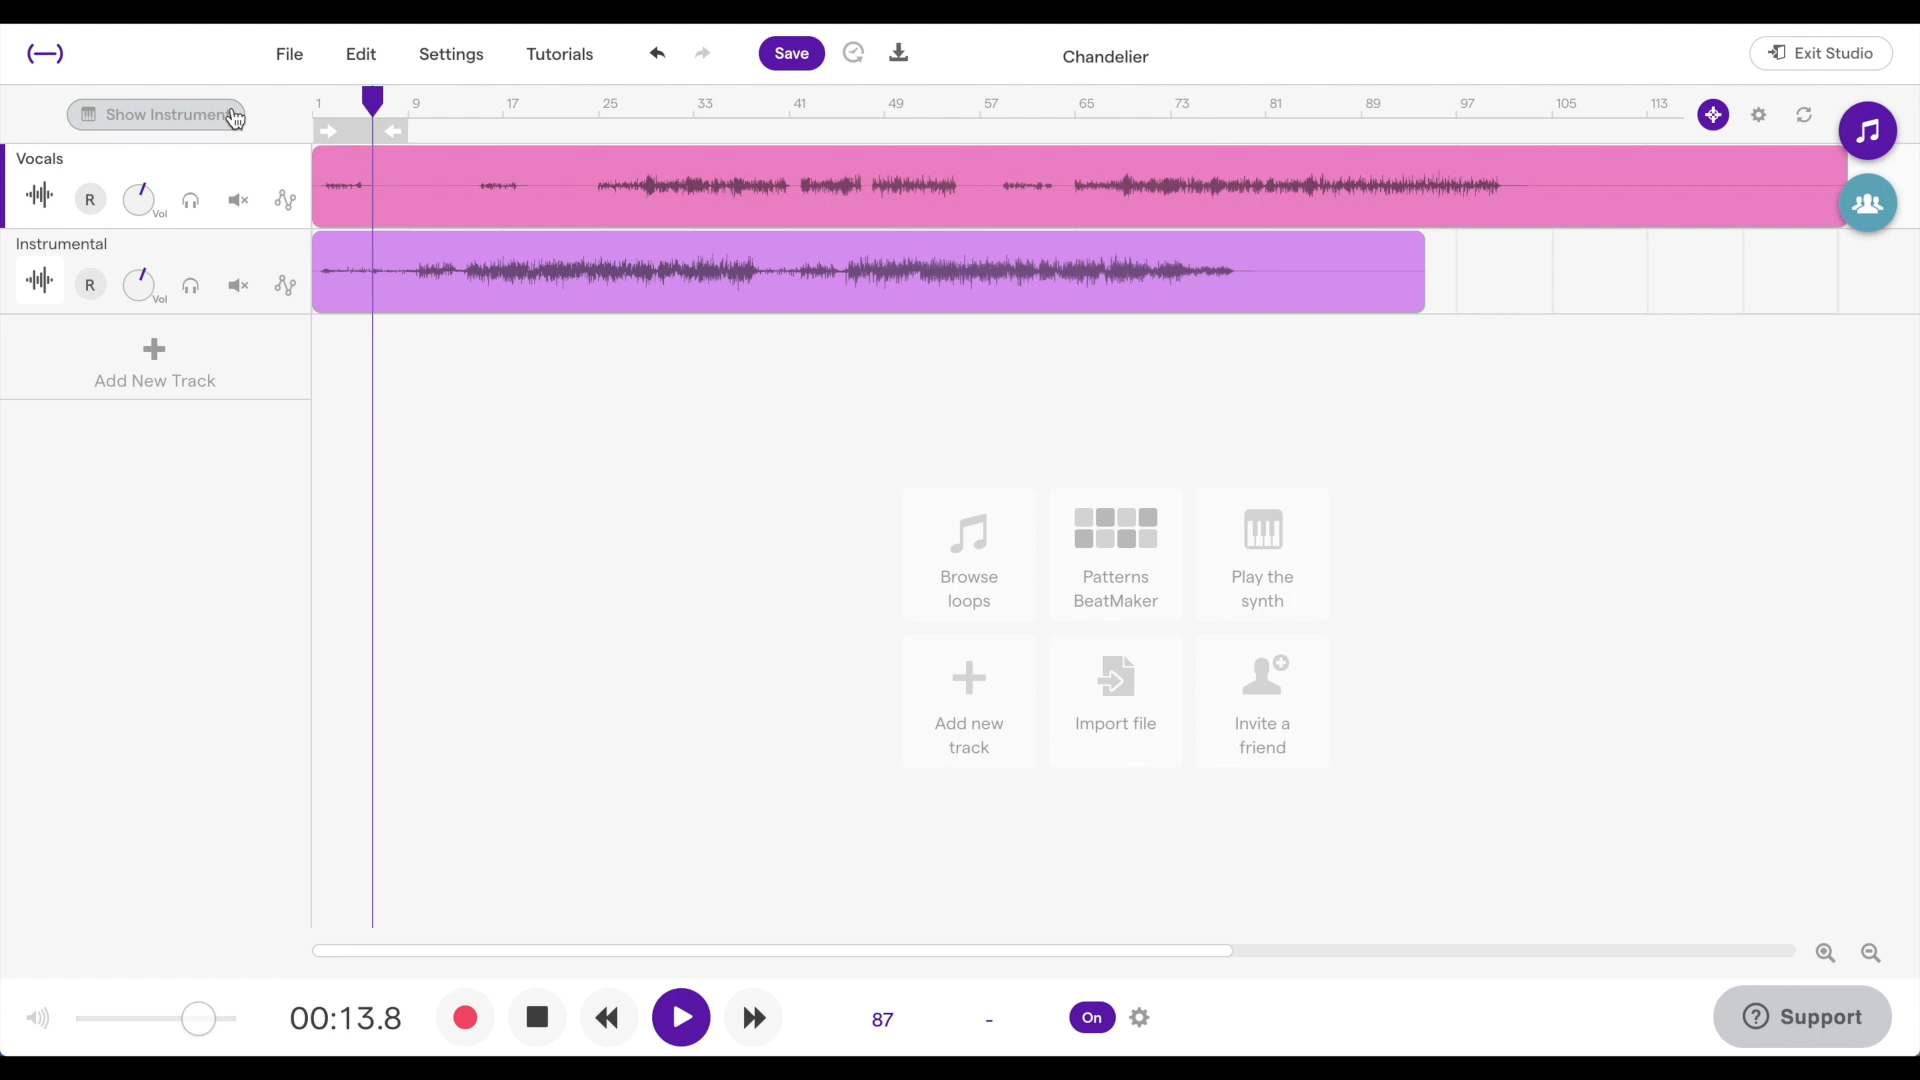 File Edit Settings Tutorials Save Chandelier Exit Studio
Show Instrument
1 9 17 25 33 41 49 57 65 73 81 89 97 105 113
Vocals
R Vol
Instrumental
R Vol
Add New Track
Browse
loops
Patterns
BeatMaker
Play the
synth
Add new
track
Import file
Invite a
friend
00:13.8 87 - On Support